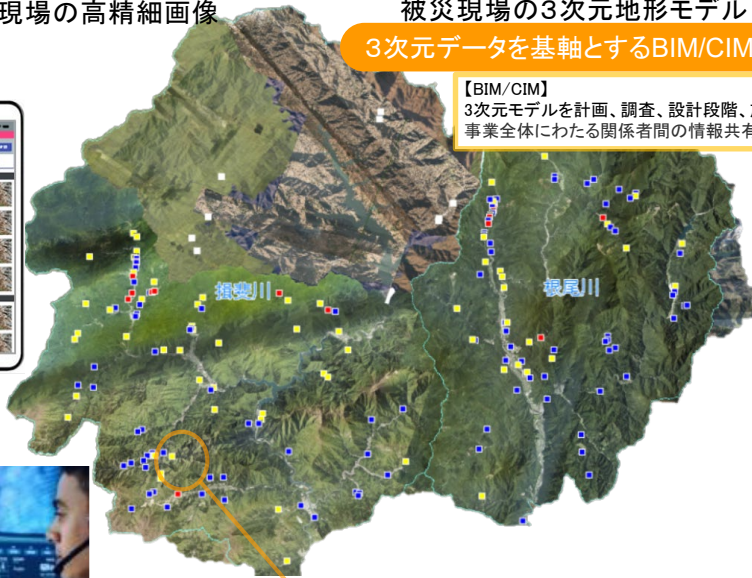 現場の高精細画像
被災現場の3次元地形モデル
3次元データを基軸とするBIM/CIM
【BIM/CIM】
3次元モデルを計画、調査、設計段階、
事業全体にわたる関係者間の情報共有
揖斐川
根尾川